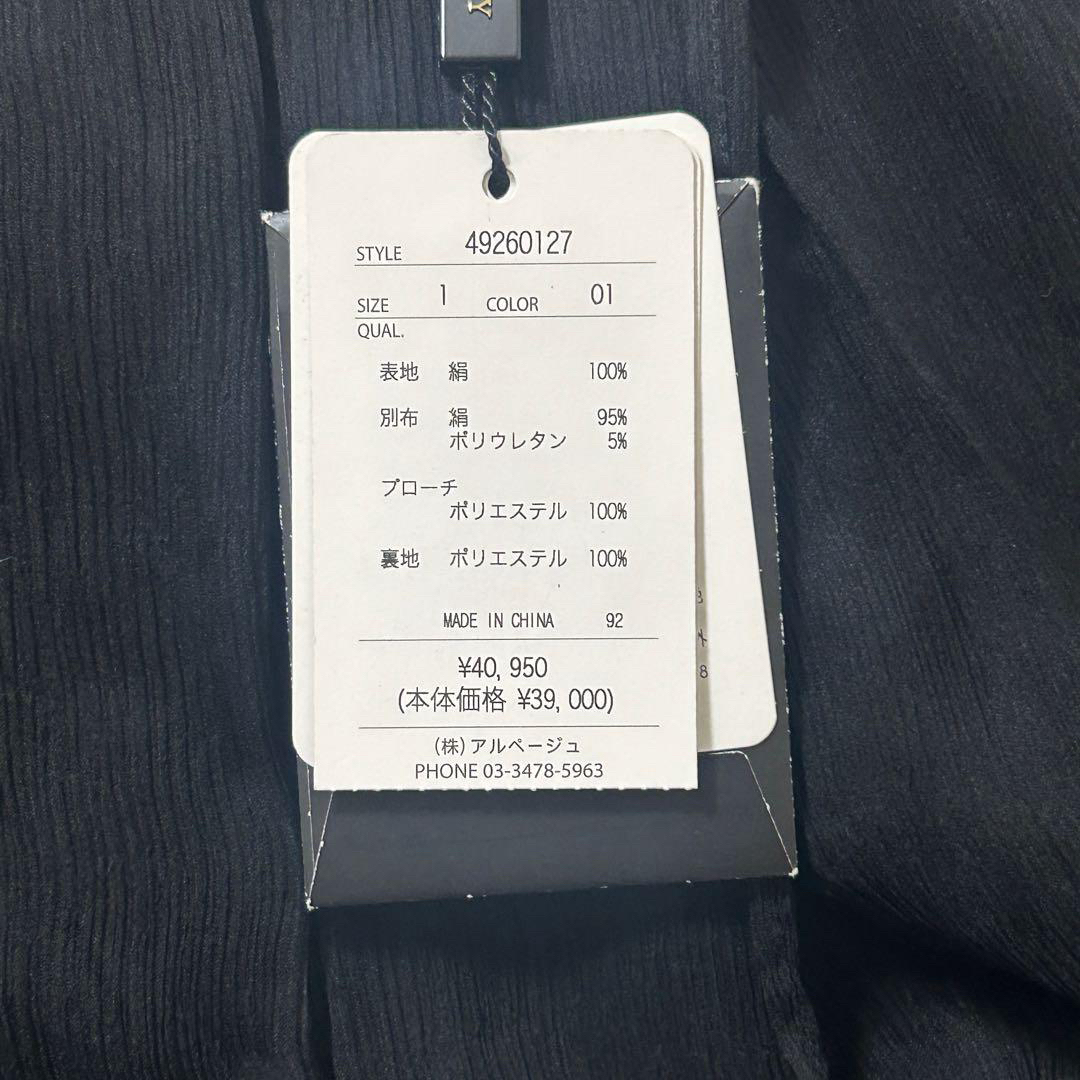 Y
STYLE 49260127
SIZE 1 COLOR 01
QUAL.
表地 絹 100%
別布 絹 95%
ポリウレタン 5%
ブローチ
ポリエステル 100%
裏地 ポリエステル 100%
MADE IN CHINA 92
¥40,950
(本体価格 ¥39,000)
(株)アルページュ
PHONE 03-3478-5963
8